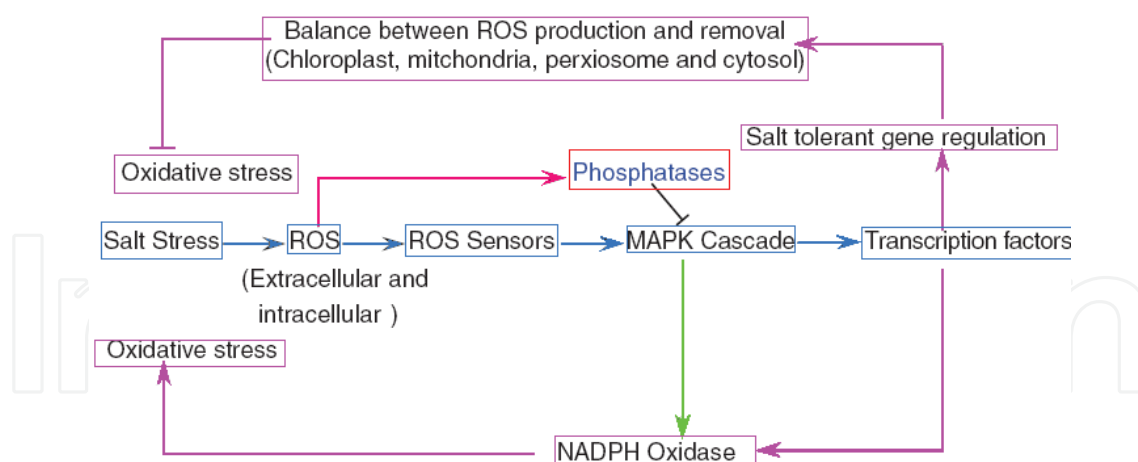 Balance between ROS production and removal
(Chloroplast, mitchondria, perxiosome and cytosol)
Salt tolerant gene regulation
Oxidative stress
Phosphatases
Salt Stress
ROS
ROS Sensors
MAPK Cascade
Transcription factors
(Extracellular and
intracellular )
Oxidative stress
NADPH Oxidase